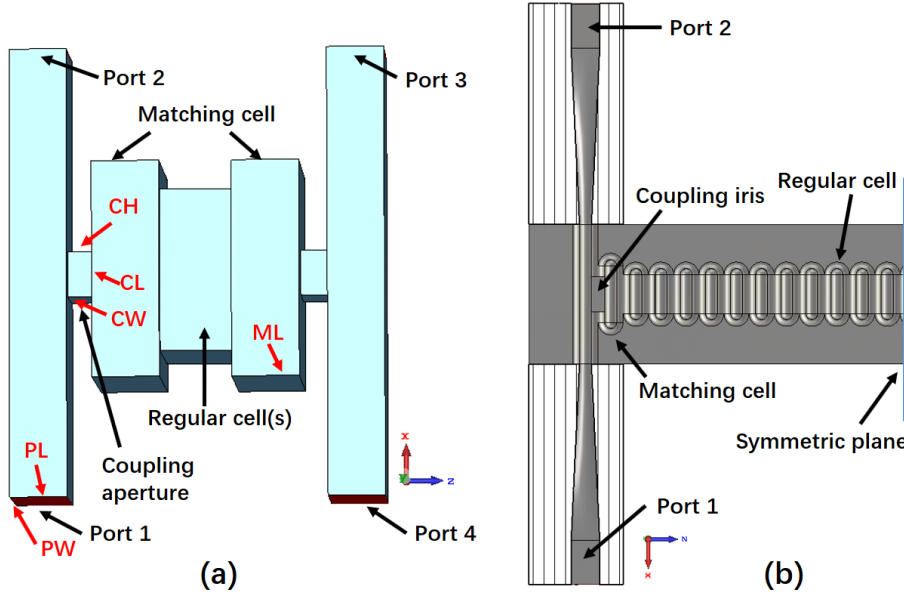 Port 2
Port 3
Matching cell
CH
CL
CW
ML
Regular cell(s)
PL
Coupling
aperture
Port 1
PW
Port 4
X
Z
(a)
Port 2
Regular cell
Coupling iris
Matching cell
Symmetric plane
Port 1
Z
X
(b)